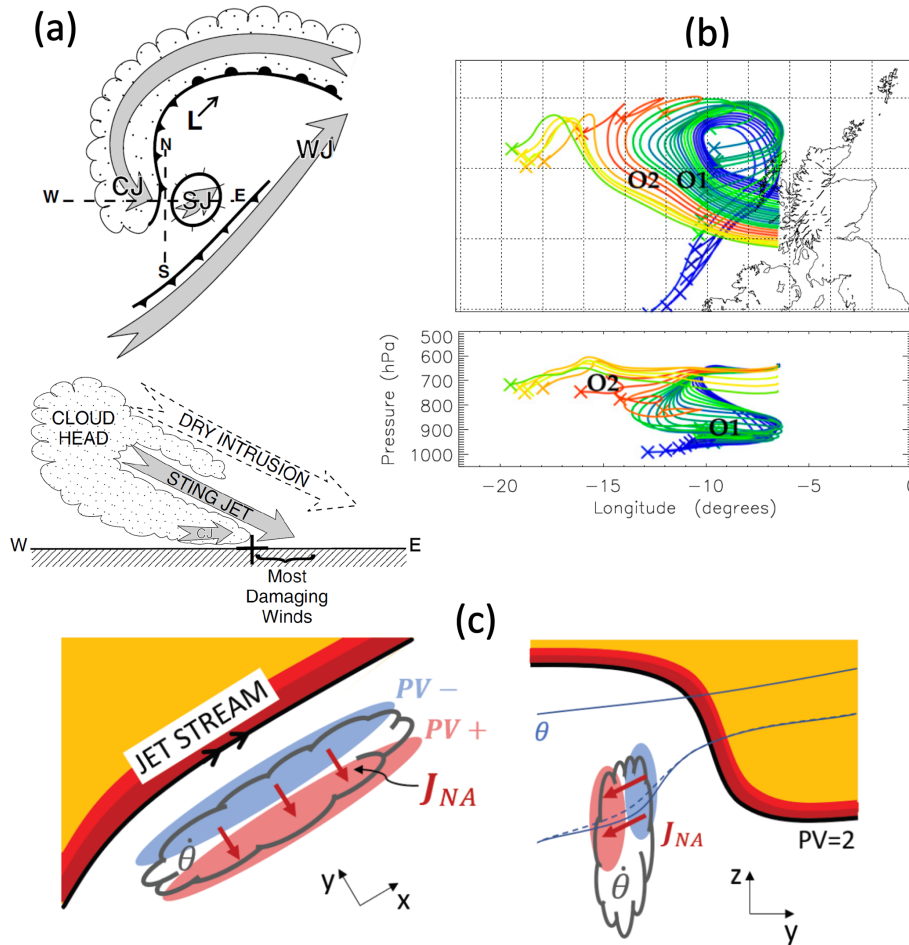 (a)
L
N
WJ
CJ
W
SJ
E
S
CLOUD
HEAD
DRY INTRUSION
STING JET
CJ
W
E
Most
Damaging
Winds
(b)
O2
O1
Pressure (hPa)
500
600
700
800
900
1000
O2
O1
−20
−15
−10
−5
0
Longitude (degrees)
(c)
JET STREAM
PV−
PV+
J_NA
θ̇
y
x
θ
J_NA
θ̇
PV=2
z
y